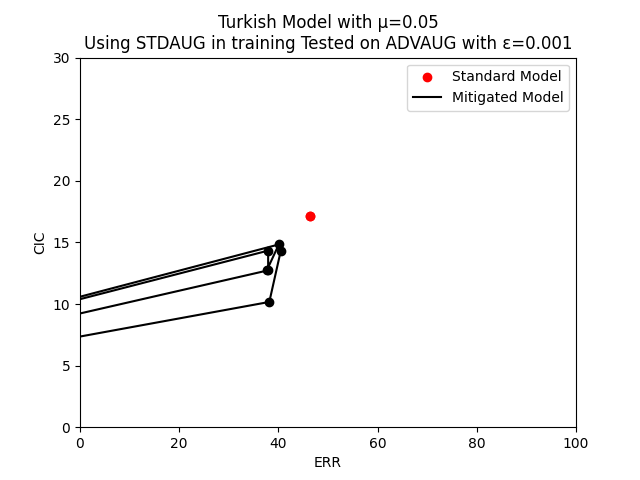 Turkish Model with μ=0.05
Using STDAUG in training Tested on ADVAUG with ε=0.001
Standard Model
Mitigated Model
30
25
20
15
10
5
0
CIC
0 20 40 60 80 100
ERR